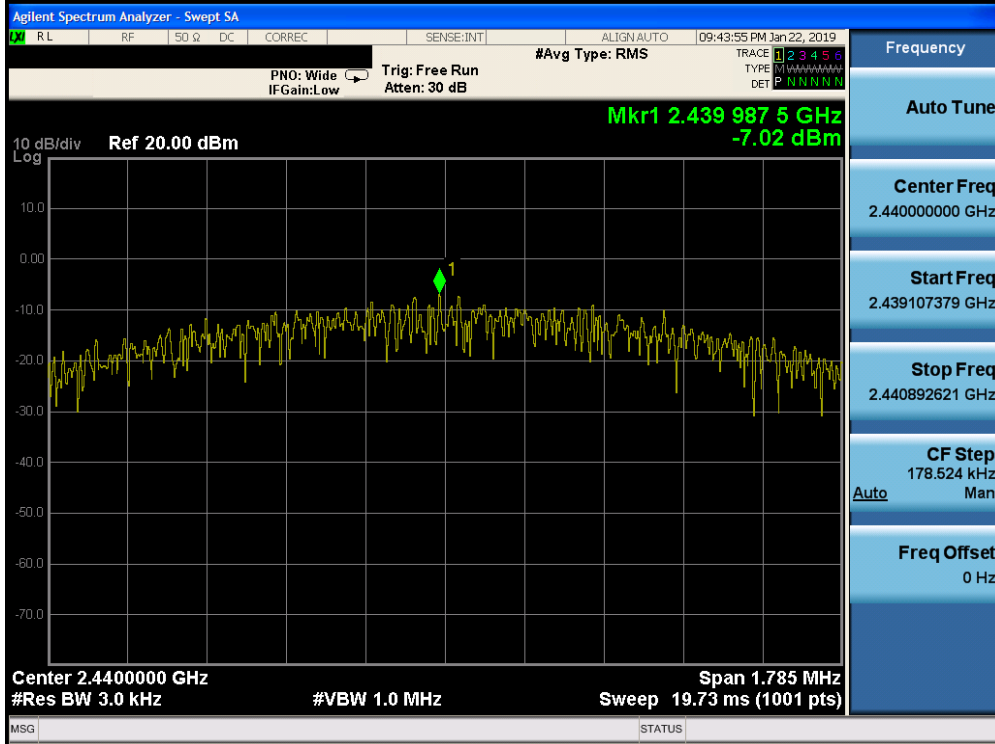 Agilent Spectrum Analyzer - Swept SA
LXI RL RF 50 Ω DC CORREC SENSE:INT ALIGN AUTO 09:43:55 PM Jan 22, 2019
#Avg Type: RMS TRACE 1 2 3 4 5 6
PNO: Wide Trig: Free Run TYPE M WWWWW
IFGain:Low Atten: 30 dB DET P N N N N N
Mkr1 2.439 987 5 GHz
-7.02 dBm
10 dB/div Ref 20.00 dBm
Log
10.0
0.00
1
-10.0
-20.0
-30.0
-40.0
-50.0
-60.0
-70.0
Center 2.4400000 GHz Span 1.785 MHz
#Res BW 3.0 kHz #VBW 1.0 MHz Sweep 19.73 ms (1001 pts)
MSG STATUS
Frequency
Auto Tune
Center Freq
2.440000000 GHz
Start Freq
2.439107379 GHz
Stop Freq
2.440892621 GHz
CF Step
178.524 kHz
Auto Man
Freq Offset
0 Hz